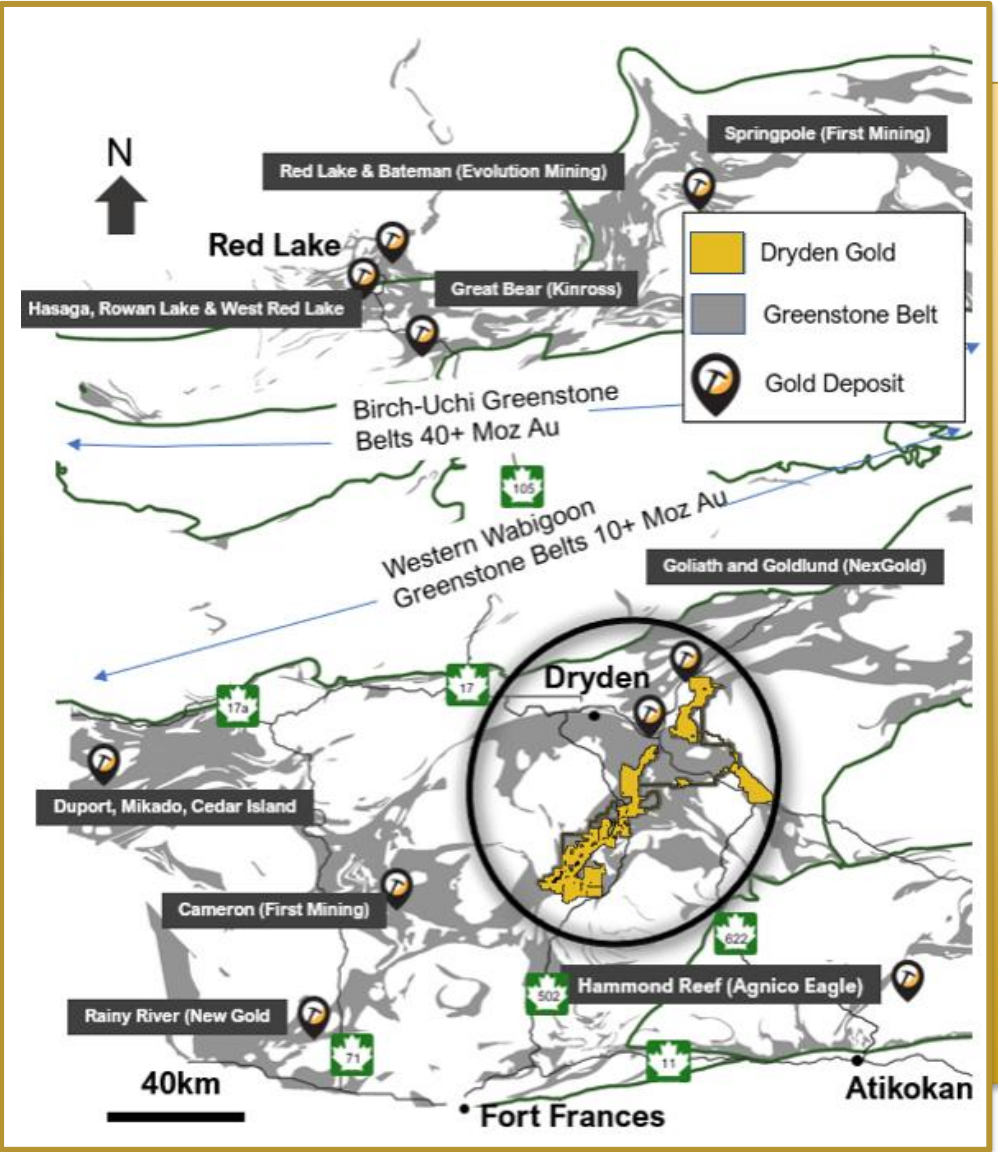 N
Springpole (First Mining)
Red Lake & Bateman (Evolution Mining)
Red Lake
Dryden Gold
Great Bear (Kinross)
Hasaga, Rowan Lake & West Red Lake
Greenstone Belt
Gold Deposit
Birch-Uchi Greenstone
Belts 40+ Moz Au
105
Western Wabigoon
Greenstone Belts 10+ Moz Au
Goliath and Goldlund (NexGold)
Dryden
17
17a
Duport, Mikado, Cedar Island
Cameron (First Mining)
622
Hammond Reef (Agnico Eagle)
502
Rainy River (New Gold
71
11
40km
Atikokan
Fort Frances